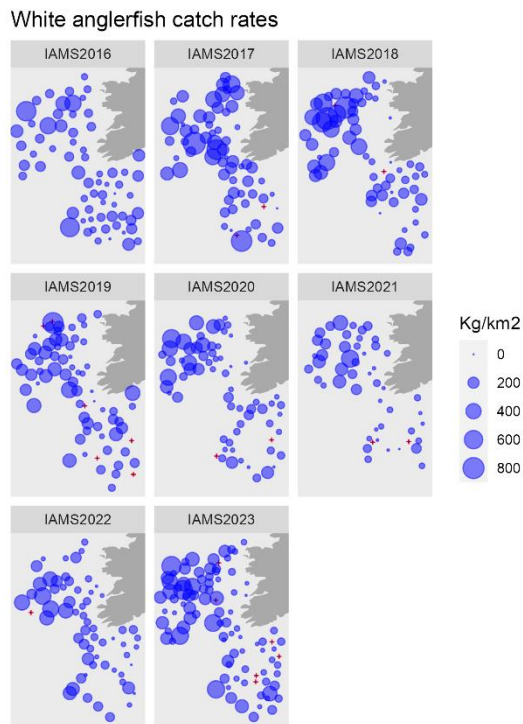 White anglerfish catch rates
IAMS2016
IAMS2017
IAMS2018
IAMS2019
IAMS2020
IAMS2021
IAMS2022
IAMS2023
Kg/km2
0
200
400
600
800